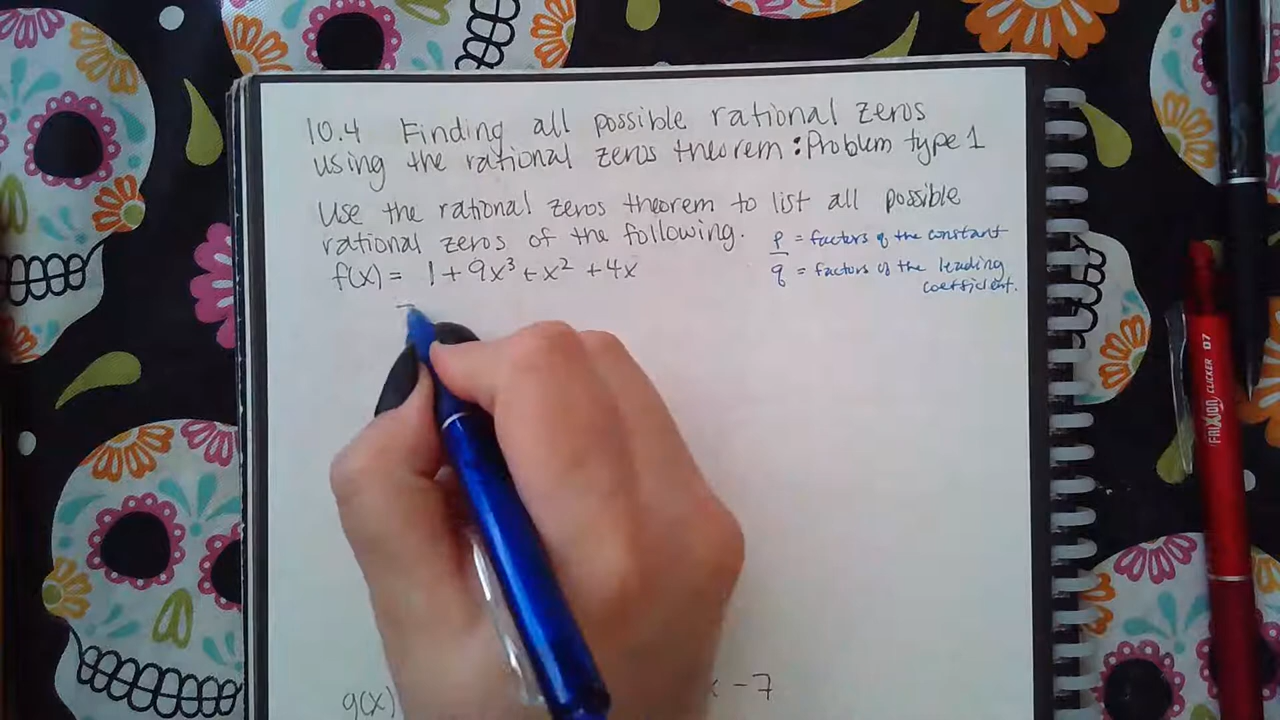 10.4 Finding all possible rational zeros
using the rational zeros theorem: Problem type 1
Use the rational zeros theorem to list all possible
rational zeros of the following.
p = factors of the constant
q = factors of the leading
coefficient.
f(x) = 1 + 9x³ + x² + 4x
g(x)
- 7
FRIXION CLICKER 07